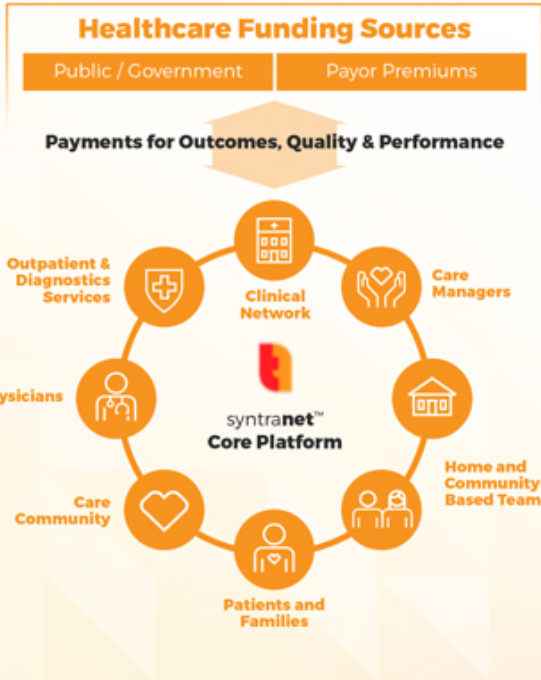 Healthcare Funding Sources
Public / Government
Payor Premiums
Payments for Outcomes, Quality & Performance
Outpatient &
Diagnostics
Services
Clinical
Network
Care
Managers
ysicians
syntranet™
Core Platform
Home and
Community
Based Team
Care
Community
Patients and
Families